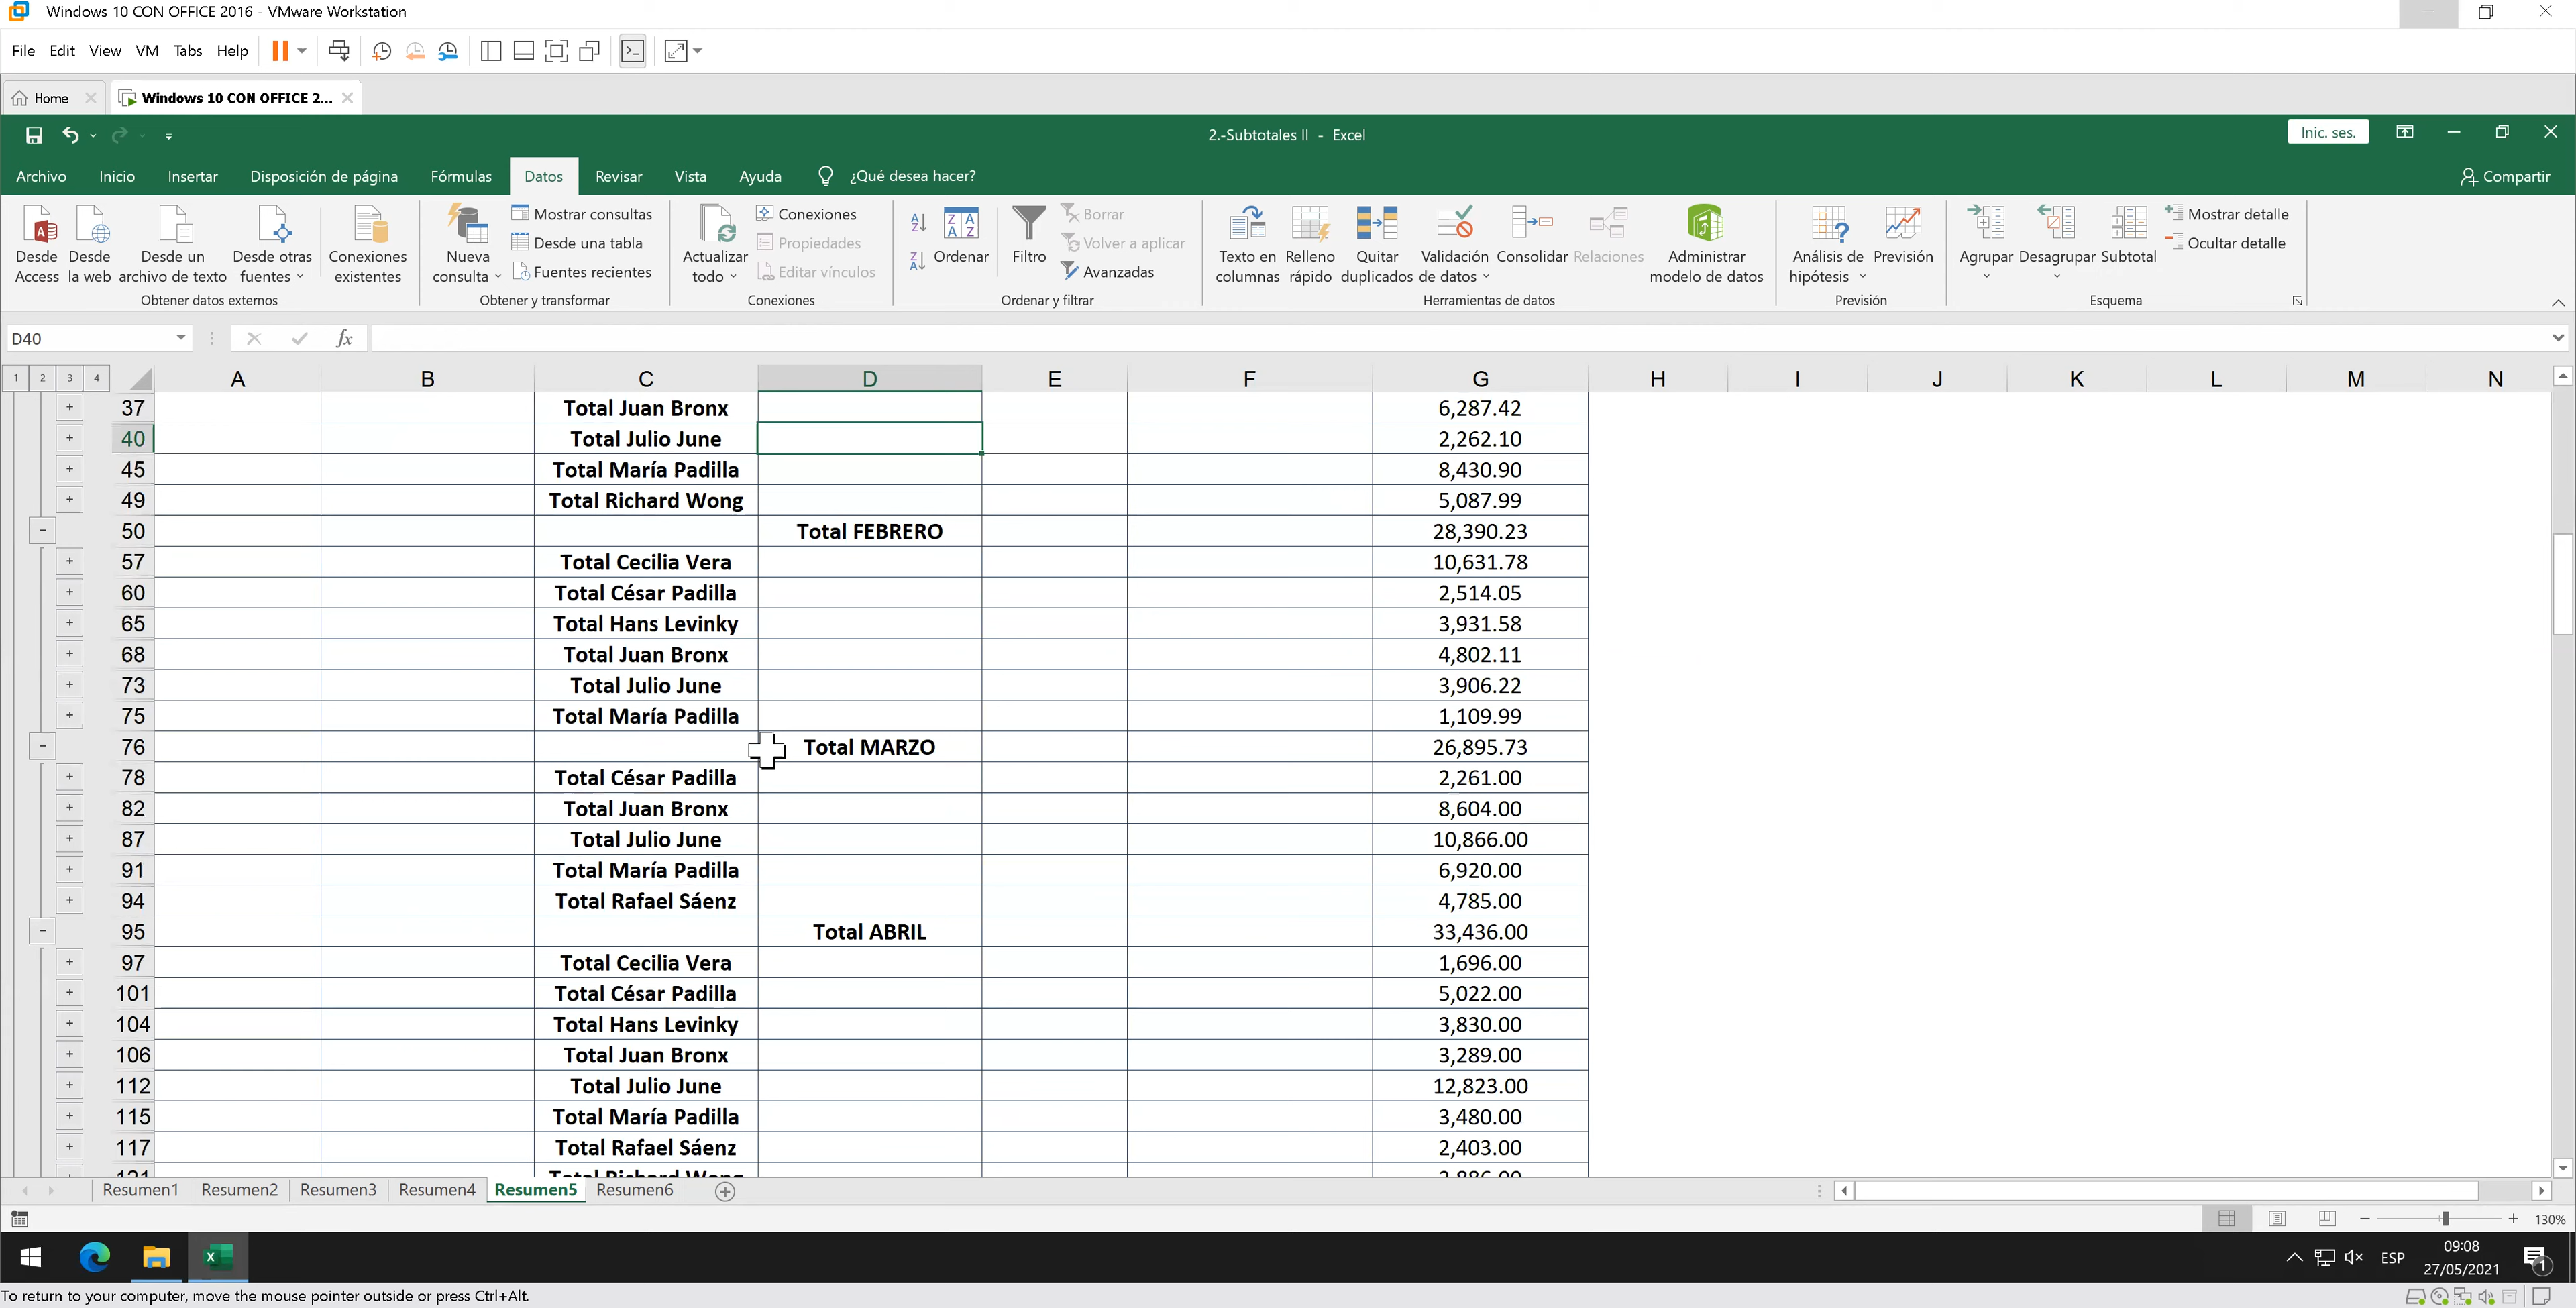 Windows 10 CON OFFICE 2016 - VMware Workstation
File Edit View VM Tabs Help
Home Windows 10 CON OFFICE 2...
2.-Subtotales II - Excel Inic. ses.
Archivo Inicio Insertar Disposición de página Fórmulas Datos Revisar Vista Ayuda ¿Qué desea hacer? Compartir
Desde Access Desde la web Desde un archivo de texto Desde otras fuentes Conexiones existentes
Obtener datos externos
Nueva consulta Mostrar consultas Desde una tabla Fuentes recientes
Obtener y transformar
Actualizar todo Conexiones Propiedades Editar vínculos
Conexiones
Ordenar Filtro Borrar Volver a aplicar Avanzadas
Ordenar y filtrar
Texto en columnas Relleno rápido Quitar duplicados Validación de datos Consolidar Relaciones Administrar modelo de datos
Herramientas de datos
Análisis de hipótesis Previsión
Previsión
Agrupar Desagrupar Subtotal Mostrar detalle Ocultar detalle
Esquema
D40 fx
1 2 3 4 A B C D E F G H I J K L M N
37 Total Juan Bronx 6,287.42
40 Total Julio June 2,262.10
45 Total María Padilla 8,430.90
49 Total Richard Wong 5,087.99
50 Total FEBRERO 28,390.23
57 Total Cecilia Vera 10,631.78
60 Total César Padilla 2,514.05
65 Total Hans Levinky 3,931.58
68 Total Juan Bronx 4,802.11
73 Total Julio June 3,906.22
75 Total María Padilla 1,109.99
76 Total MARZO 26,895.73
78 Total César Padilla 2,261.00
82 Total Juan Bronx 8,604.00
87 Total Julio June 10,866.00
91 Total María Padilla 6,920.00
94 Total Rafael Sáenz 4,785.00
95 Total ABRIL 33,436.00
97 Total Cecilia Vera 1,696.00
101 Total César Padilla 5,022.00
104 Total Hans Levinky 3,830.00
106 Total Juan Bronx 3,289.00
112 Total Julio June 12,823.00
115 Total María Padilla 3,480.00
117 Total Rafael Sáenz 2,403.00
121 Total Richard Wong
Resumen1 Resumen2 Resumen3 Resumen4 Resumen5 Resumen6
130%
ESP 09:08
27/05/2021 1
To return to your computer, move the mouse pointer outside or press Ctrl+Alt.